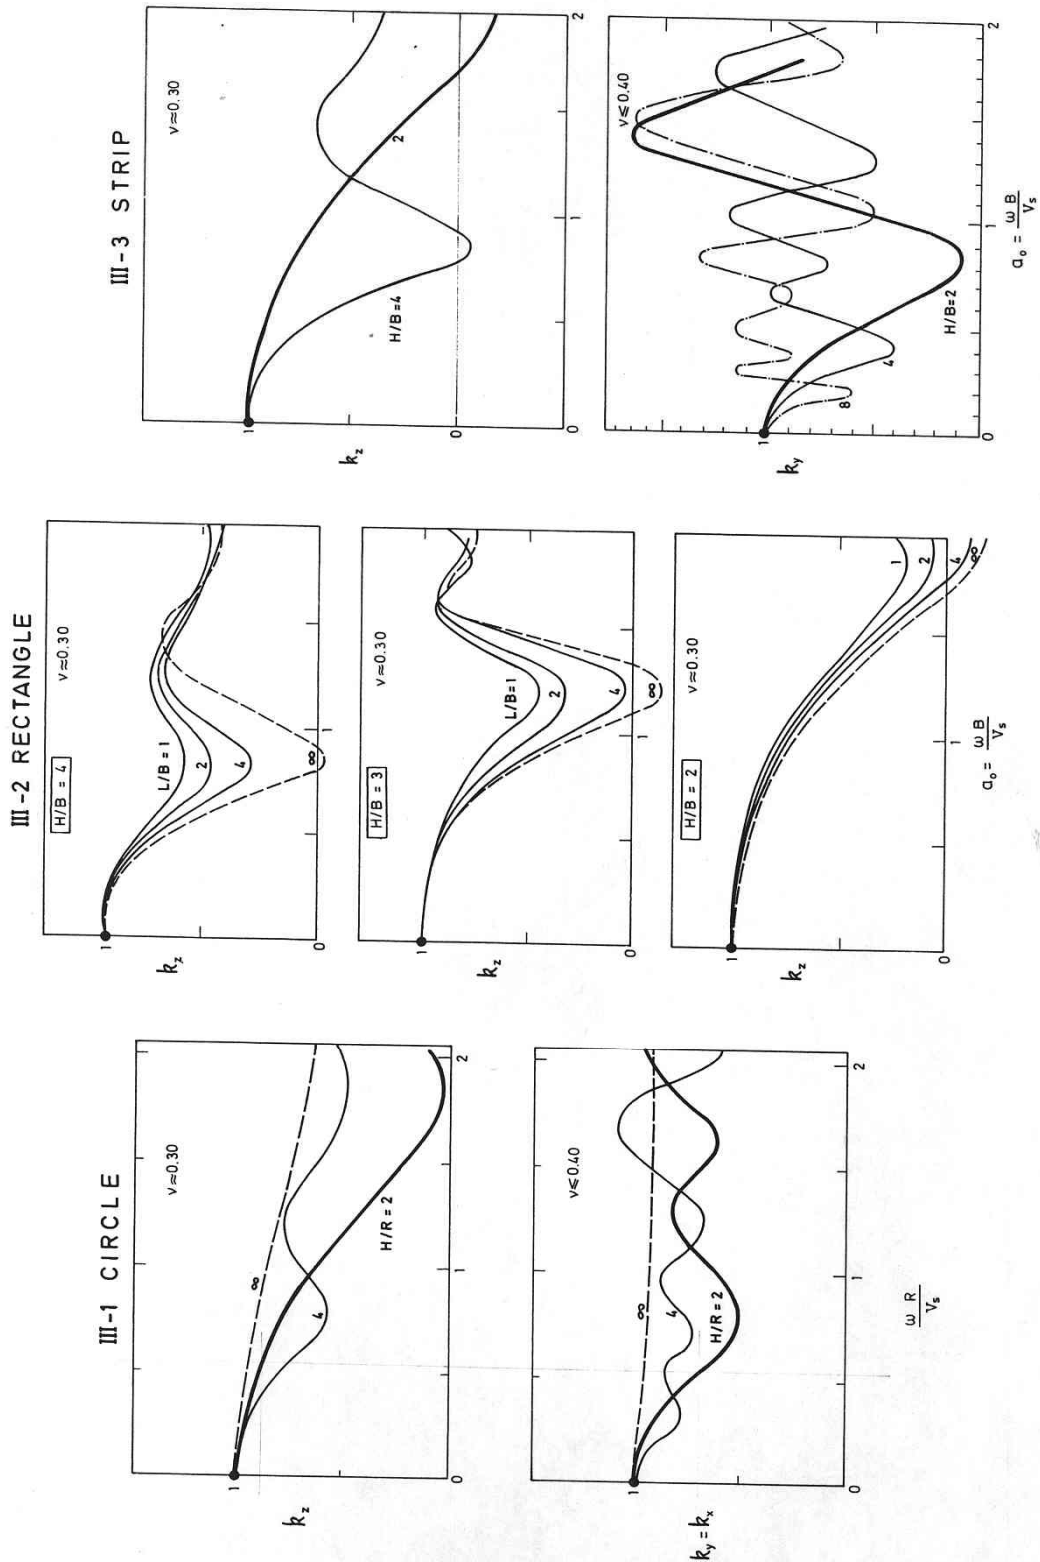 III-1 CIRCLE
ν≈0.30
k_z
1
0
1
2
∞
4
H/R=2
ν≤0.40
k_y = k_x
1
0
1
2
∞
4
H/R=2
ω R
V_s
III-2 RECTANGLE
H/B = 4
ν≈0.30
k_z
1
0
1
L/B=1
2
4
∞
H/B = 3
ν≈0.30
k_z
1
0
1
L/B=1
2
4
∞
H/B = 2
ν≈0.30
k_z
1
0
1
1
2
4
∞
a_o = ω B
V_s
III-3 STRIP
ν≈0.30
k_z
1
0
0
1
2
H/B=4
2
ν≤0.40
k_y
1
0
1
2
8
4
H/B=2
a_o = ω B
V_s